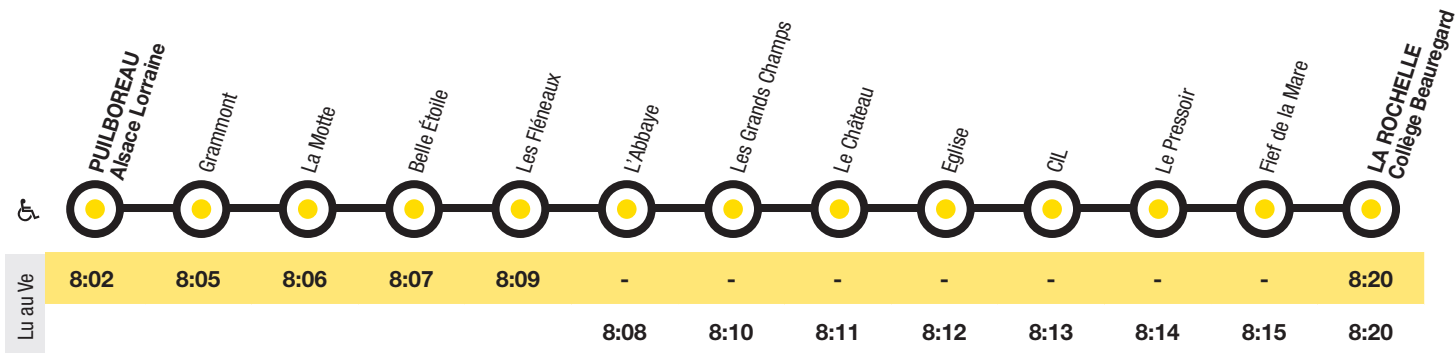 PUILBOREAU
Alsace Lorraine
Grammont
La Motte
Belle Étoile
Les Fléneaux
L'Abbaye
Les Grands Champs
Le Château
Eglise
CIL
Le Pressoir
Fief de la Mare
LA ROCHELLE
Collège Beauregard
Lu au Ve
8:02 8:05 8:06 8:07 8:09 - - - - - - - 8:20
8:08 8:10 8:11 8:12 8:13 8:14 8:15 8:20